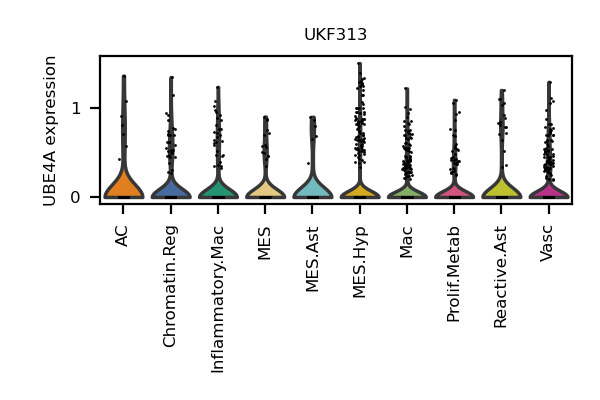 UKF313
UBE4A expression
1
0
AC
Chromatin.Reg
Inflammatory.Mac
MES
MES.Ast
MES.Hyp
Mac
Prolif.Metab
Reactive.Ast
Vasc